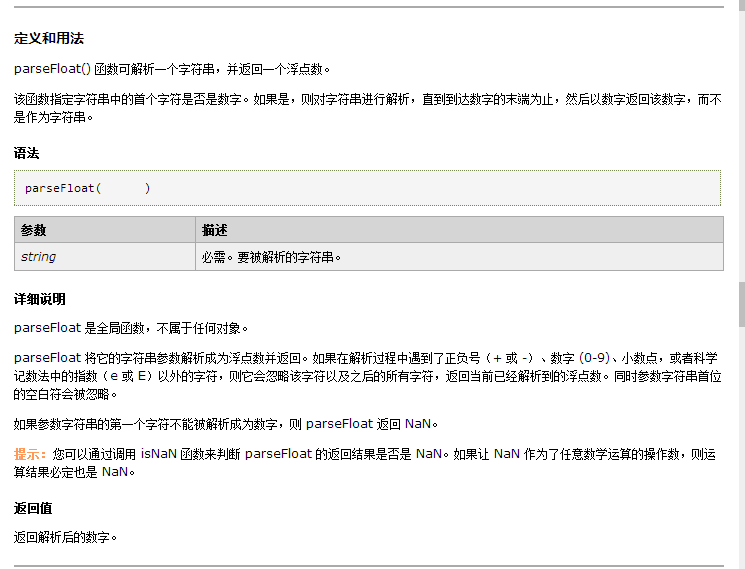 定义和用法
parseFloat() 函数可解析一个字符串，并返回一个浮点数。
该函数指定字符串中的首个字符是否是数字。如果是，则对字符串进行解析，直到到达数字的末端为止，然后以数字返回该数字，而不
是作为字符串。
语法
parseFloat(      )
参数 描述
string 必需。要被解析的字符串。
详细说明
parseFloat 是全局函数，不属于任何对象。
parseFloat 将它的字符串参数解析成为浮点数并返回。如果在解析过程中遇到了正负号（+ 或 -）、数字 (0-9)、小数点，或者科学
记数法中的指数（e 或 E）以外的字符，则它会忽略该字符以及之后的所有字符，返回当前已经解析到的浮点数。同时参数字符串首位
的空白符会被忽略。
如果参数字符串的第一个字符不能被解析成为数字，则 parseFloat 返回 NaN。
提示：您可以通过调用 isNaN 函数来判断 parseFloat 的返回结果是否是 NaN。如果让 NaN 作为了任意数学运算的操作数，则运
算结果必定也是 NaN。
返回值
返回解析后的数字。